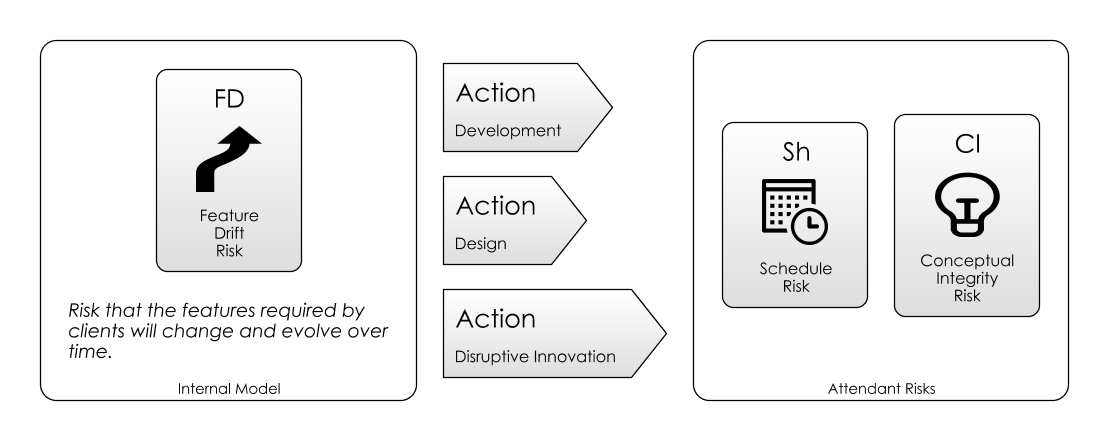 FD
Feature
Drift
Risk
Risk that the features required by
clients will change and evolve over
time.
Internal Model
Action
Development
Action
Design
Action
Disruptive Innovation
Sh
Schedule
Risk
CI
Conceptual
Integrity
Risk
Attendant Risks